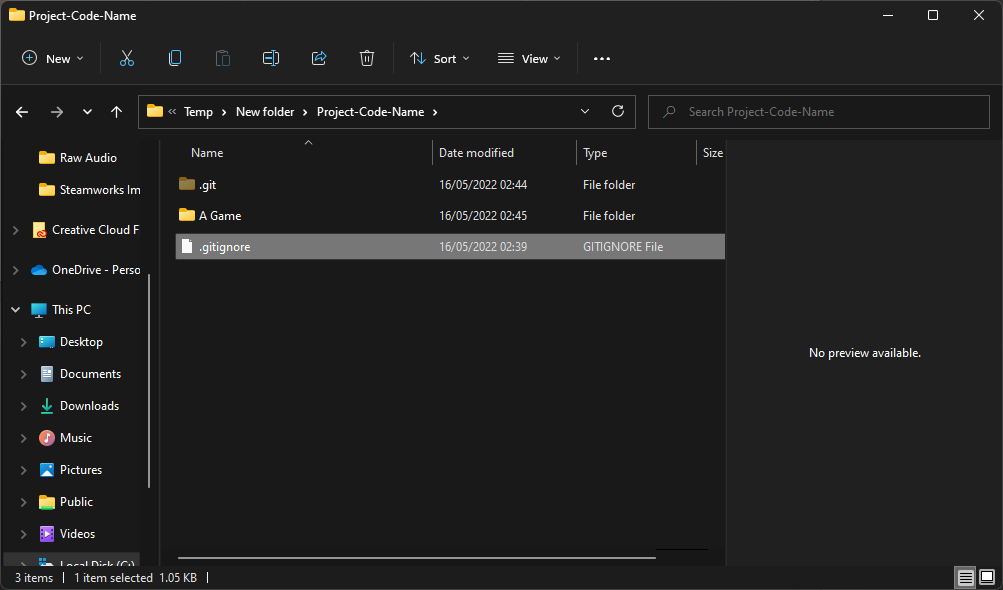 Project-Code-Name
New Sort View
« Temp > New folder > Project-Code-Name > Search Project-Code-Name
Raw Audio
Steamworks Im
Creative Cloud F
OneDrive - Perso
This PC
Desktop
Documents
Downloads
Music
Pictures
Public
Videos
Local Disk (C:)
Name Date modified Type Size
.git 16/05/2022 02:44 File folder
A Game 16/05/2022 02:45 File folder
.gitignore 16/05/2022 02:39 GITIGNORE File
No preview available.
3 items | 1 item selected 1.05 KB |